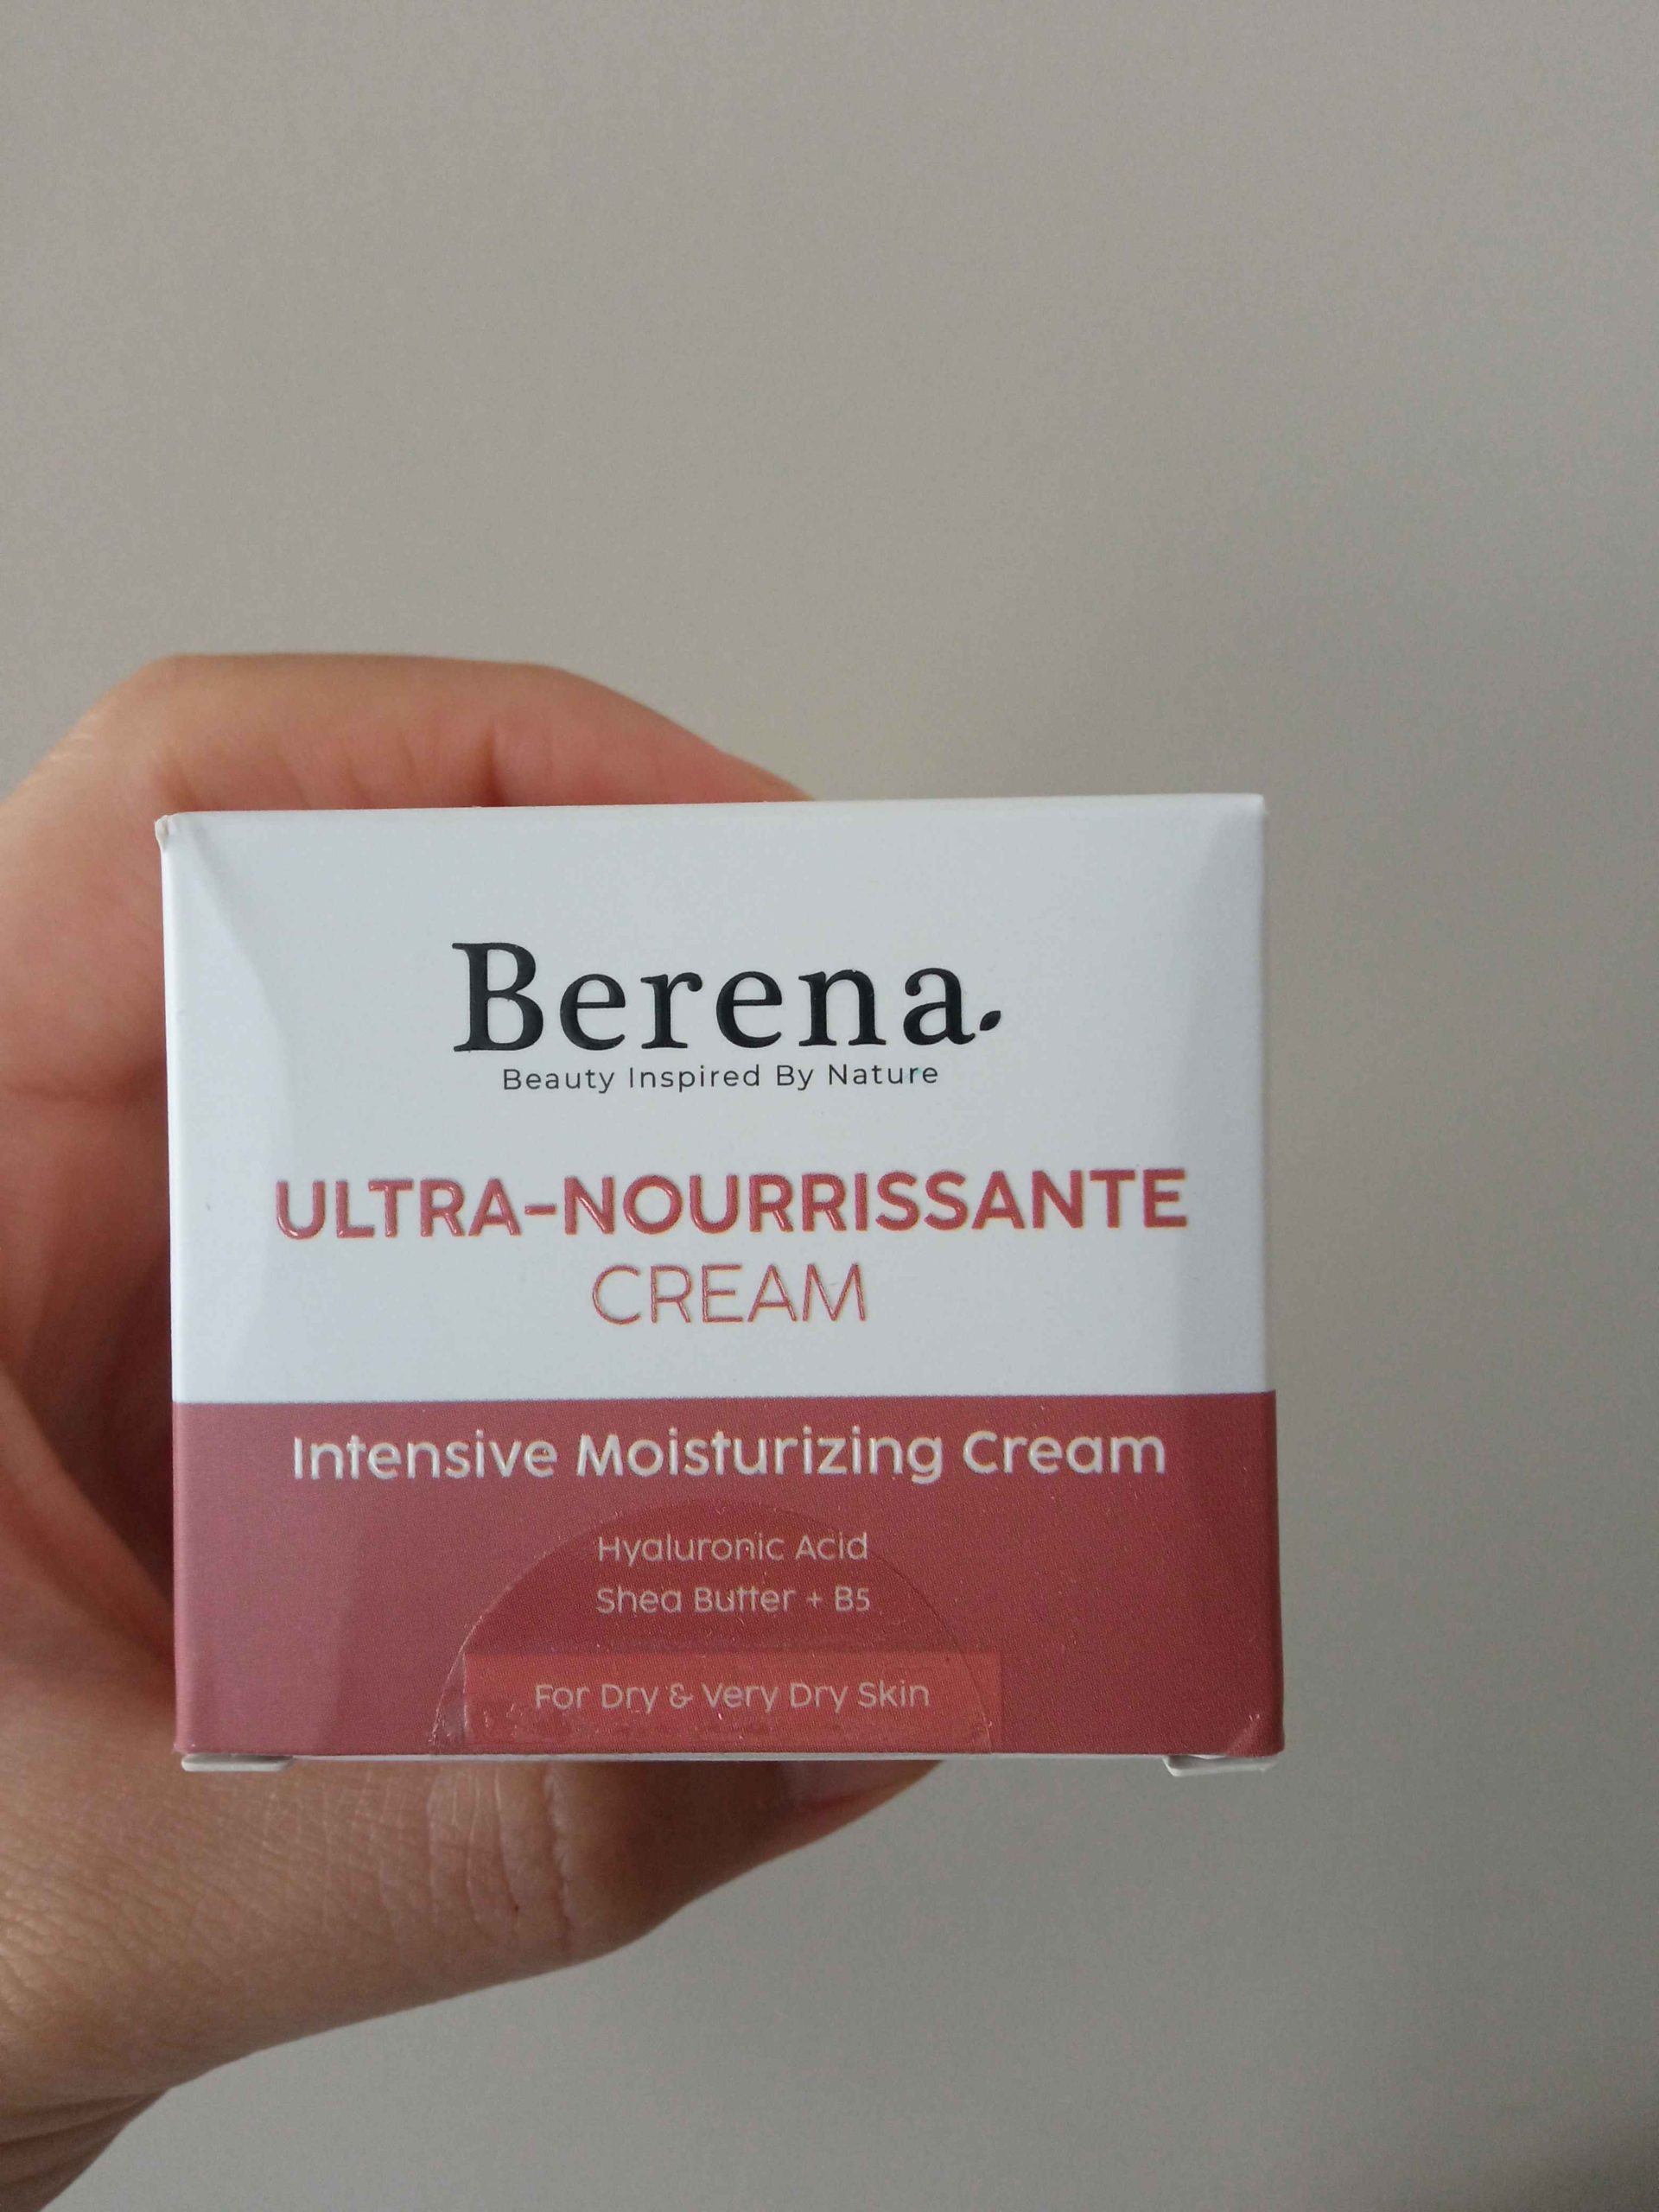 Berena
Beauty Inspired By Nature
ULTRA-NOURRISSANTE
CREAM
Intensive Moisturizing Cream
Hyaluronic Acid
Shea Butter + B5
For Dry & Very Dry Skin